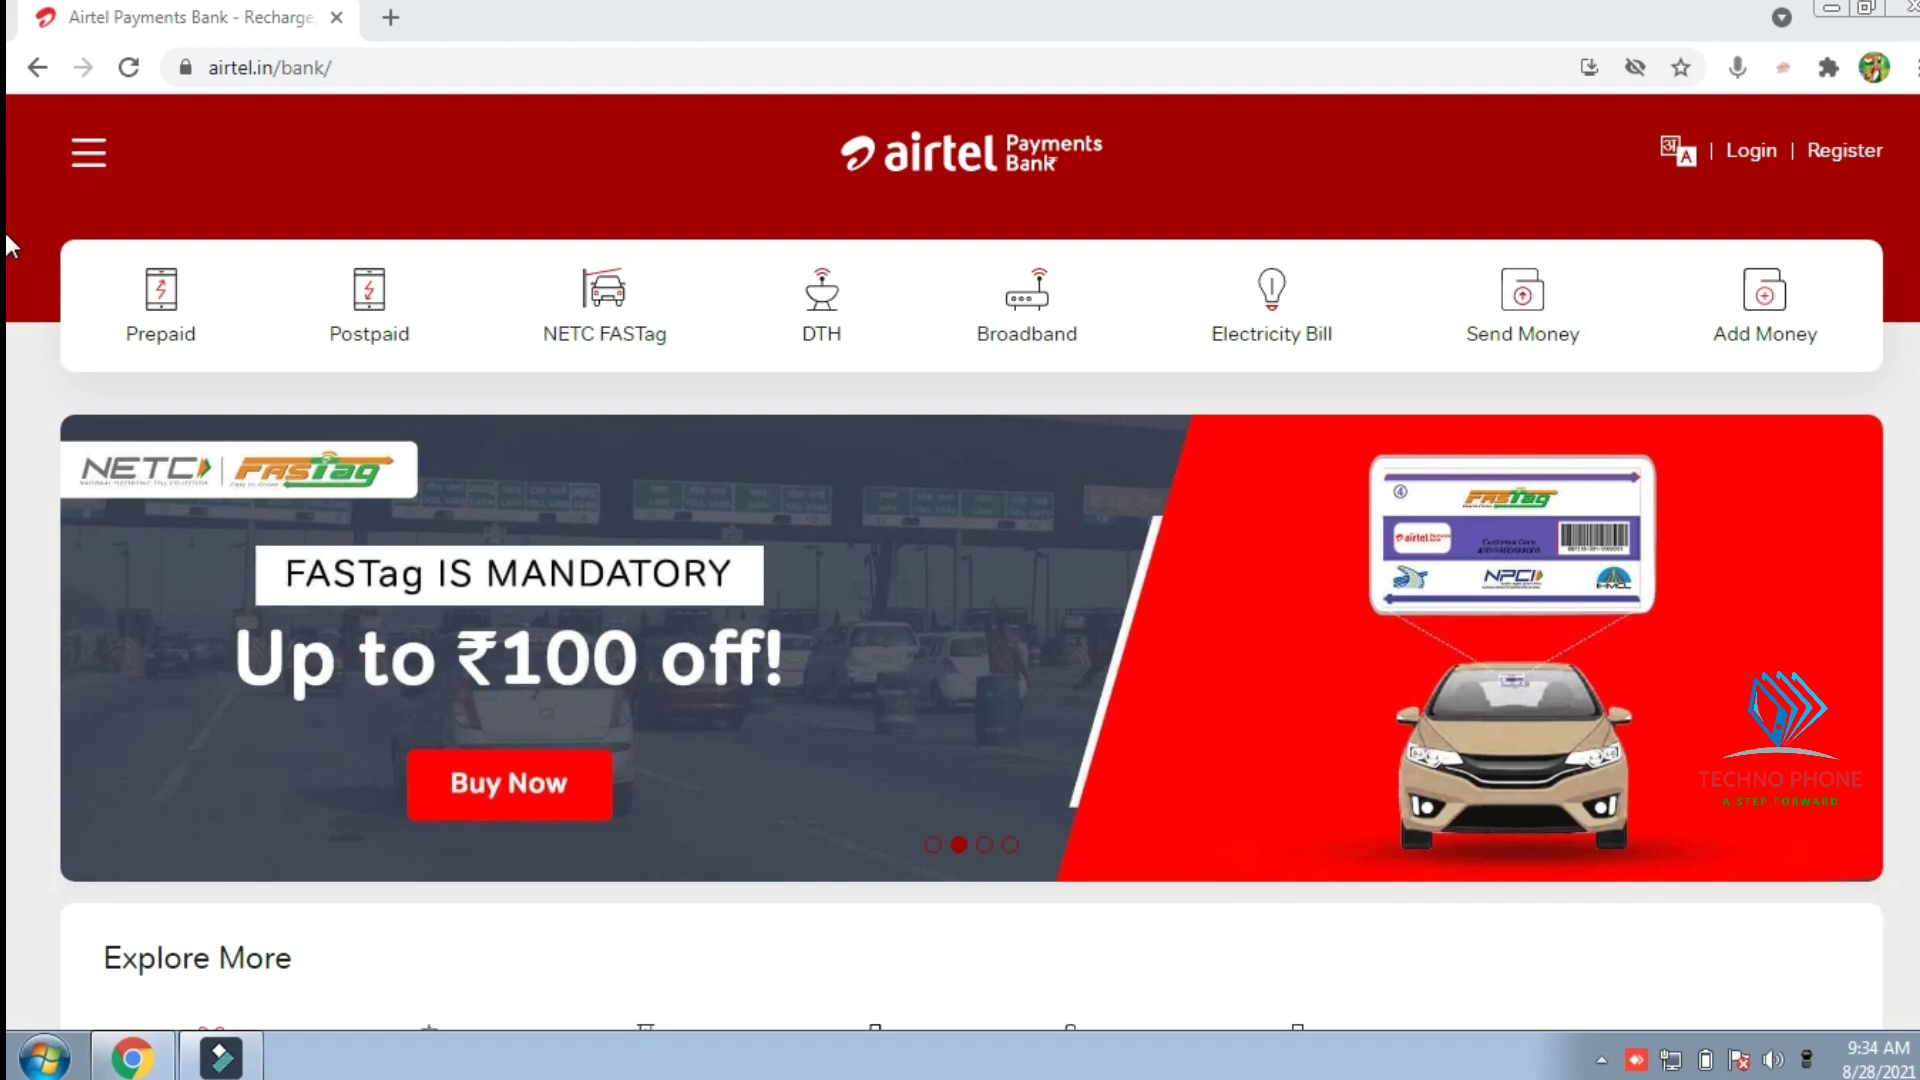 Airtel Payments Bank - Recharge
airtel.in/bank/
airtel Payments Bank
अ A | Login | Register
Prepaid
Postpaid
NETC FASTag
DTH
Broadband
Electricity Bill
Send Money
Add Money
NETC FASTag
FASTag IS MANDATORY
Up to ₹100 off!
Buy Now
4
FASTag
airtel
NPCI
IHMCL
TECHNO PHONE
A STEP FORWARD
Explore More
9:34 AM
8/28/2021